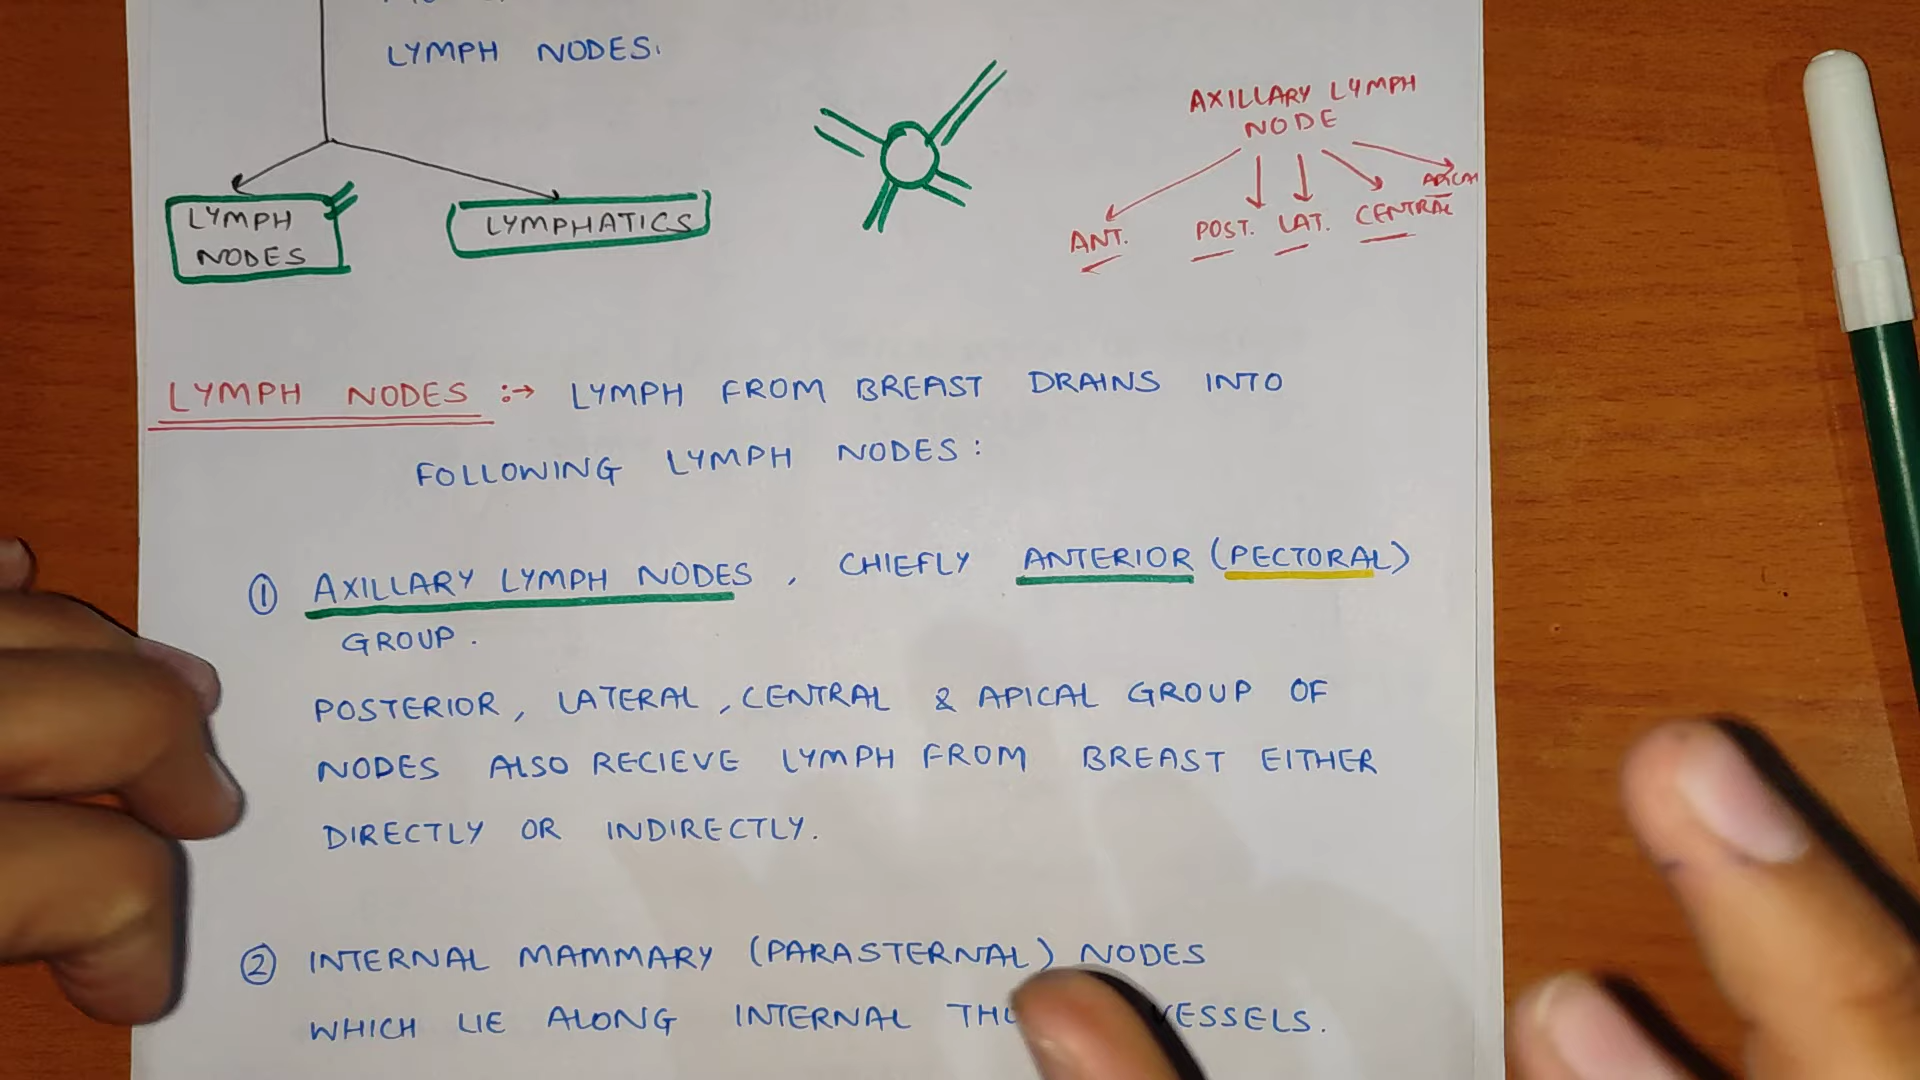 LYMPH NODES.
AXILLARY LYMPH
NODE
ANT. POST. LAT. CENTRAL APICAL
LYMPH
NODES
LYMPHATICS
LYMPH NODES :→ LYMPH FROM BREAST DRAINS INTO
FOLLOWING LYMPH NODES:
① AXILLARY LYMPH NODES, CHIEFLY ANTERIOR (PECTORAL)
GROUP.
POSTERIOR, LATERAL, CENTRAL & APICAL GROUP OF
NODES ALSO RECIEVE LYMPH FROM BREAST EITHER
DIRECTLY OR INDIRECTLY.
② INTERNAL MAMMARY (PARASTERNAL) NODES
WHICH LIE ALONG INTERNAL VESSELS.